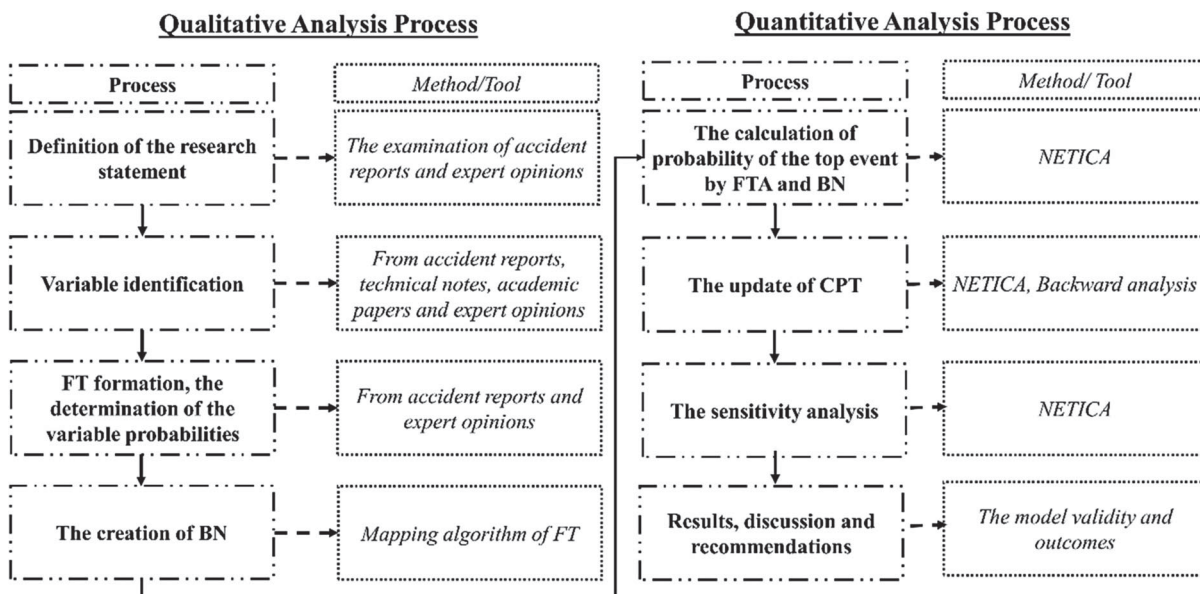 Qualitative Analysis Process
Process
Method/Tool
Definition of the research
statement
The examination of accident
reports and expert opinions
Variable identification
From accident reports,
technical notes, academic
papers and expert opinions
FT formation, the
determination of the
variable probabilities
From accident reports and
expert opinions
The creation of BN
Mapping algorithm of FT
Quantitative Analysis Process
Process
Method/ Tool
The calculation of
probability of the top event
by FTA and BN
NETICA
The update of CPT
NETICA, Backward analysis
The sensitivity analysis
NETICA
Results, discussion and
recommendations
The model validity and
outcomes